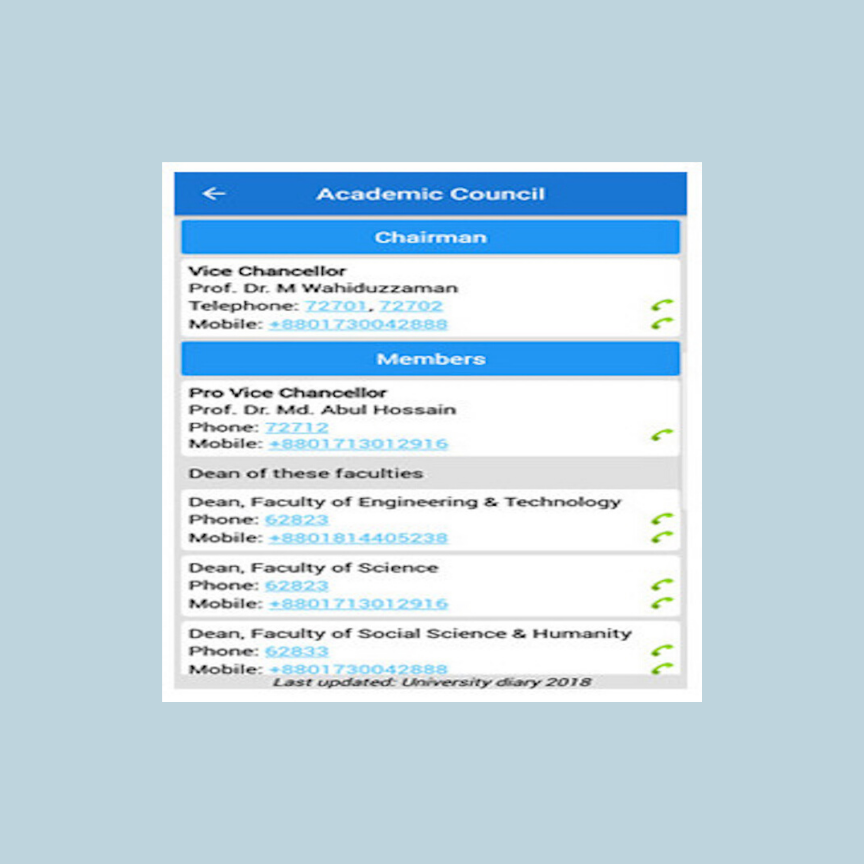 Academic Council
Chairman
Vice Chancellor
Prof. Dr. M Wahiduzzaman
Telephone: 72701, 72702
Mobile: +8801730042888
Members
Pro Vice Chancellor
Prof. Dr. Md. Abul Hossain
Phone: 72712
Mobile: +8801713012916
Dean of these faculties
Dean, Faculty of Engineering & Technology
Phone: 62823
Mobile: +8801814405238
Dean, Faculty of Science
Phone: 62823
Mobile: +8801713012916
Dean, Faculty of Social Science & Humanity
Phone: 62833
Mobile: +8801730042888
Last updated: University diary 2018